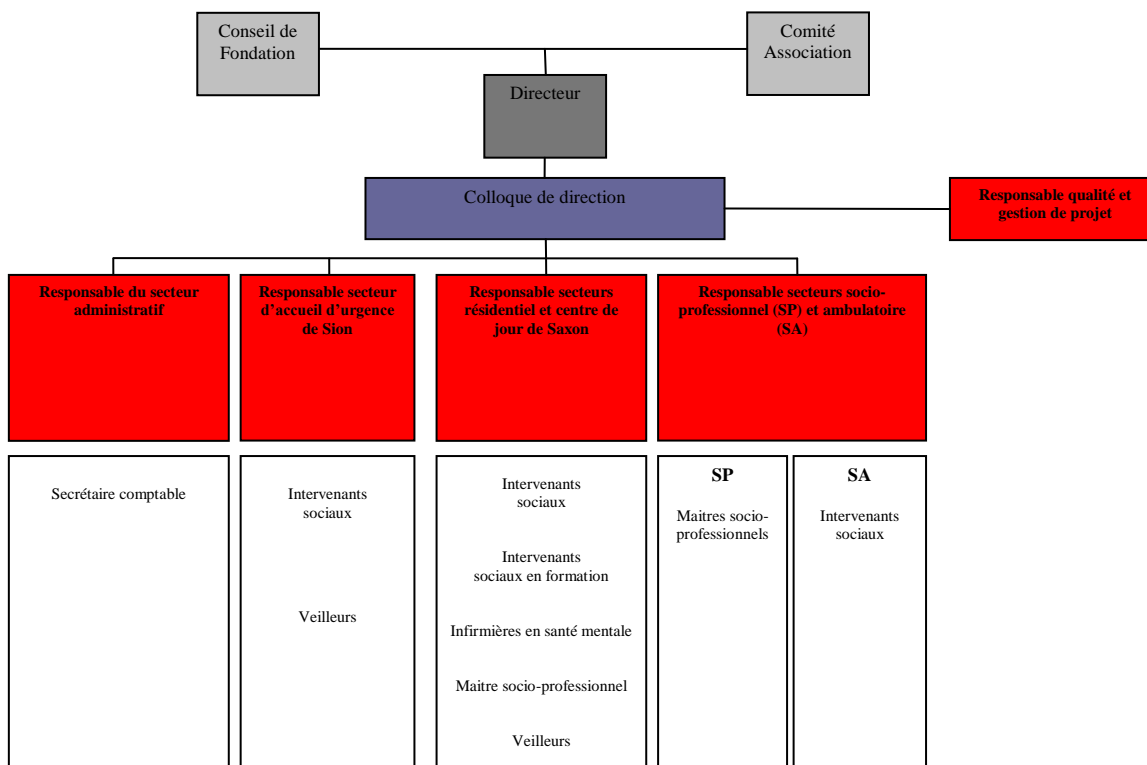 Conseil de
Fondation
Comité
Association
Directeur
Colloque de direction
Responsable qualité et
gestion de projet
Responsable du secteur
administratif
Responsable secteur
d'accueil d'urgence
de Sion
Responsable secteurs
résidentiel et centre de
jour de Saxon
Responsable secteurs socio-
professionnel (SP) et ambulatoire
(SA)
Secrétaire comptable
Intervenants
sociaux
Veilleurs
Intervenants
sociaux
Intervenants
sociaux en formation
Infirmières en santé mentale
Maitre socio-professionnel
Veilleurs
SP
Maitres socio-
professionnels
SA
Intervenants
sociaux